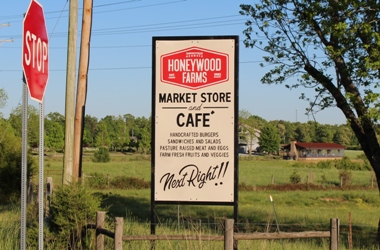 STOP
HONEYWOOD
FARMS
MARKET STORE
and
CAFE
HANDCRAFTED BURGERS
SANDWICHES AND SALADS
PASTURE RAISED MEAT AND EGGS
FARM FRESH FRUITS AND VEGGIES
Next Right!!